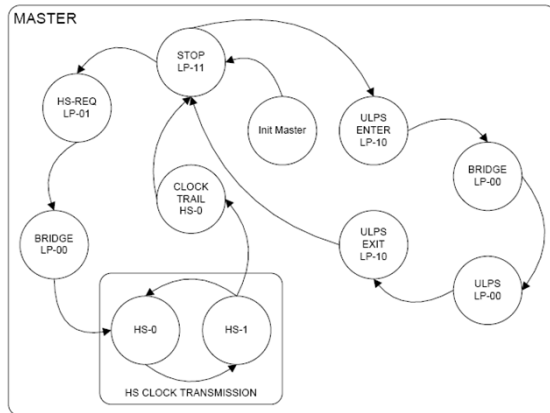 MASTER
STOP
LP-11
HS-REQ
LP-01
Init Master
ULPS
ENTER
LP-10
BRIDGE
LP-00
CLOCK
TRAIL
HS-0
BRIDGE
LP-00
ULPS
EXIT
LP-10
ULPS
LP-00
HS-0
HS-1
HS CLOCK TRANSMISSION